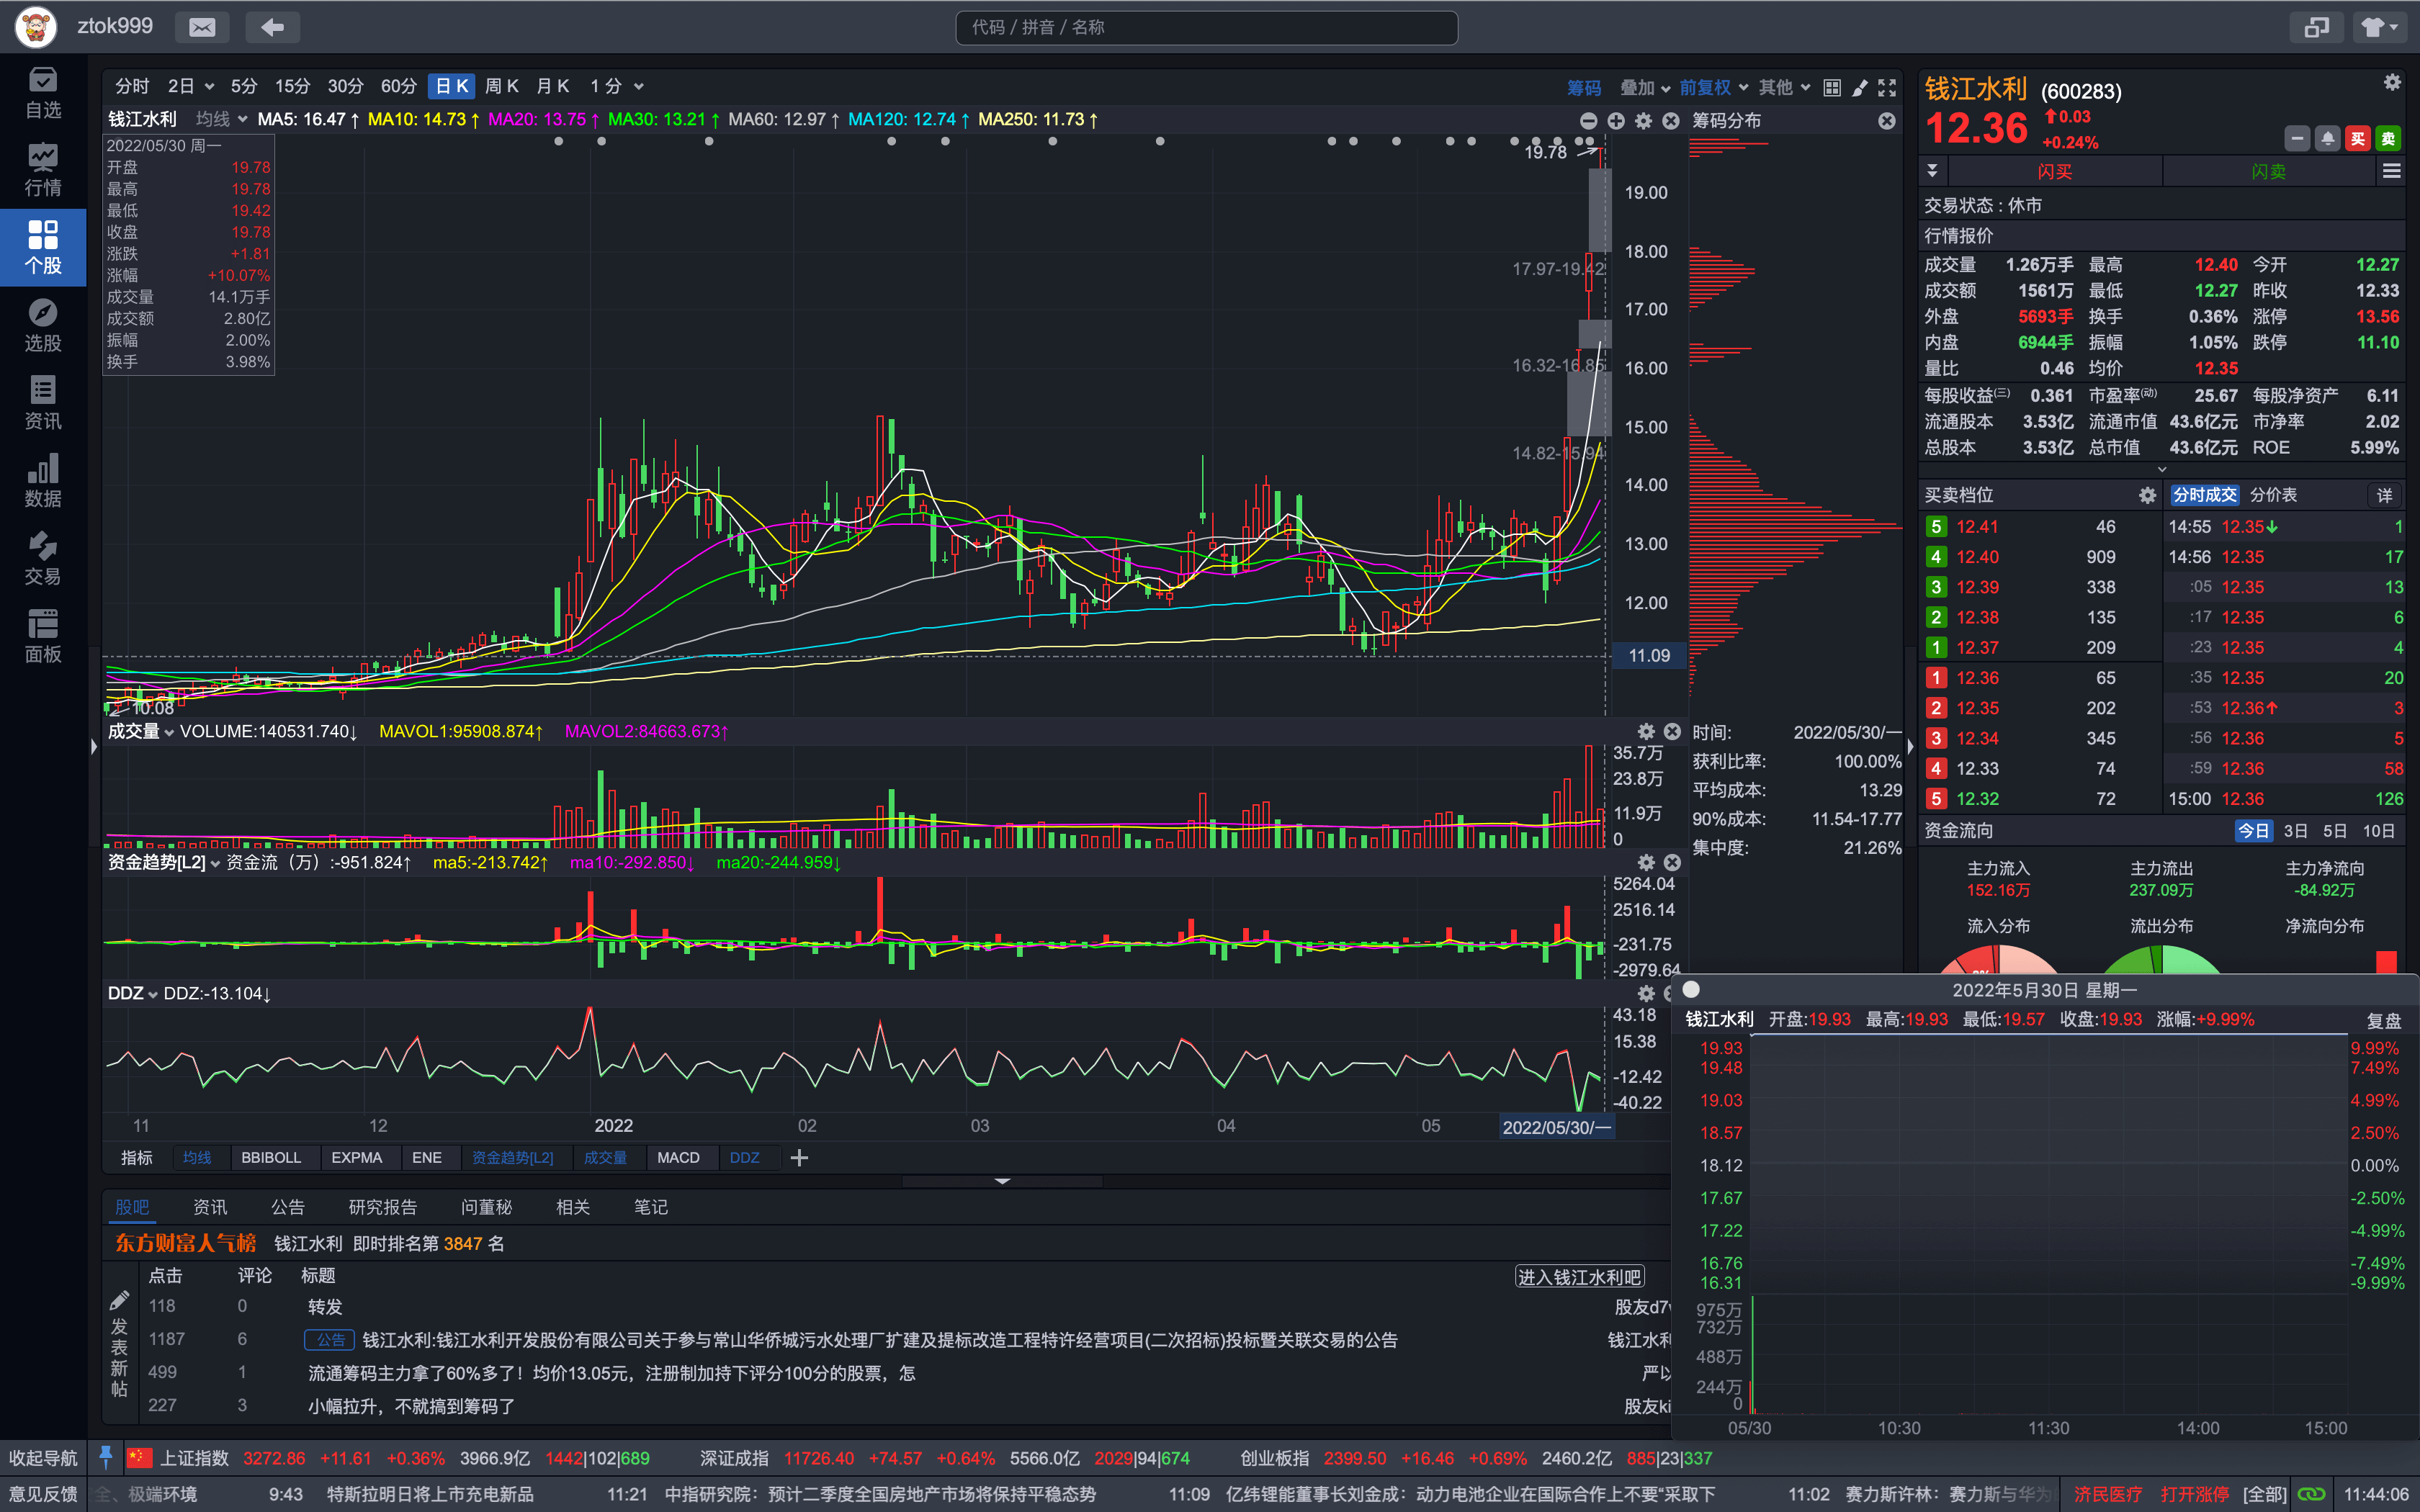 ztok999
代码 / 拼音 / 名称
自选
行情
个股
选股
资讯
数据
交易
面板
分时 2日 5分 15分 30分 60分 日K 周K 月K 1分 筹码 叠加 前复权 其他
钱江水利 均线 MA5: 16.47↑ MA10: 14.73↑ MA20: 13.75↑ MA30: 13.21↑ MA60: 12.97↑ MA120: 12.74↑ MA250: 11.73↑
2022/05/30 周一
开盘 19.78
最高 19.78
最低 19.42
收盘 19.78
涨跌 +1.81
涨幅 +10.07%
成交量 14.1万手
成交额 2.80亿
振幅 2.00%
换手 3.98%
19.78
17.97-19.42
16.32-16.85
14.82-15.94
10.08
19.00
18.00
17.00
16.00
15.00
14.00
13.00
12.00
11.09
筹码分布
时间: 2022/05/30/一
获利比率: 100.00%
平均成本: 13.29
90%成本: 11.54-17.77
集中度: 21.26%
成交量 VOLUME:140531.740↓ MAVOL1:95908.874↑ MAVOL2:84663.673↑
35.7万
23.8万
11.9万
0
资金趋势[L2] 资金流（万）:-951.824↑ ma5:-213.742↑ ma10:-292.850↓ ma20:-244.959↓
5264.04
2516.14
-231.75
-2979.64
DDZ DDZ:-13.104↓
43.18
15.38
-12.42
-40.22
11 12 2022 02 03 04 05 2022/05/30/一
指标 均线 BBIBOLL EXPMA ENE 资金趋势[L2] 成交量 MACD DDZ
股吧 资讯 公告 研究报告 问董秘 相关 笔记
东方财富人气榜 钱江水利 即时排名第 3847 名
点击 评论 标题 进入钱江水利吧
发表新帖
118 0 转发 股友d7
1187 6 公告 钱江水利:钱江水利开发股份有限公司关于参与常山华侨城污水处理厂扩建及提标改造工程特许经营项目(二次招标)投标暨关联交易的公告 钱江水利
499 1 流通筹码主力拿了60%多了！均价13.05元，注册制加持下评分100分的股票，怎 严以
227 3 小幅拉升，不就搞到筹码了 股友ki
钱江水利 (600283)
12.36 0.03
+0.24%
买 卖
闪买 闪卖
交易状态 : 休市
行情报价
成交量 1.26万手 最高 12.40 今开 12.27
成交额 1561万 最低 12.27 昨收 12.33
外盘 5693手 换手 0.36% 涨停 13.56
内盘 6944手 振幅 1.05% 跌停 11.10
量比 0.46 均价 12.35
每股收益(三) 0.361 市盈率(动) 25.67 每股净资产 6.11
流通股本 3.53亿 流通市值 43.6亿元 市净率 2.02
总股本 3.53亿 总市值 43.6亿元 ROE 5.99%
买卖档位 分时成交 分价表 详
5 12.41 46 14:55 12.35↓ 1
4 12.40 909 14:56 12.35 17
3 12.39 338 :05 12.35 13
2 12.38 135 :17 12.35 6
1 12.37 209 :23 12.35 4
1 12.36 65 :35 12.35 20
2 12.35 202 :53 12.36↑ 3
3 12.34 345 :56 12.36 5
4 12.33 74 :59 12.36 58
5 12.32 72 15:00 12.36 126
资金流向 今日 3日 5日 10日
主力流入 主力流出 主力净流向
152.16万 237.09万 -84.92万
流入分布 流出分布 净流向分布
2022年5月30日 星期一
钱江水利 开盘:19.93 最高:19.93 最低:19.57 收盘:19.93 涨幅:+9.99% 复盘
19.93 9.99%
19.48 7.49%
19.03 4.99%
18.57 2.50%
18.12 0.00%
17.67 -2.50%
17.22 -4.99%
16.76 -7.49%
16.31 -9.99%
975万
732万
488万
244万
0
05/30 10:30 11:30 14:00 15:00
收起导航 上证指数 3272.86 +11.61 +0.36% 3966.9亿 1442|102|689 深证成指 11726.40 +74.57 +0.64% 5566.0亿 2029|94|674 创业板指 2399.50 +16.46 +0.69% 2460.2亿 885|23|337
意见反馈 全、极端环境 9:43 特斯拉明日将上市充电新品 11:21 中指研究院：预计二季度全国房地产市场将保持平稳态势 11:09 亿纬锂能董事长刘金成：动力电池企业在国际合作上不要“采取下 11:02 赛力斯许林：赛力斯与华为 济民医疗 打开涨停 [全部] 11:44:06